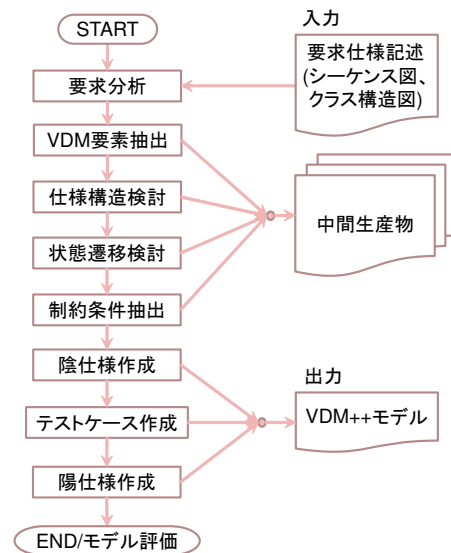 START
入力
要求分析
要求仕様記述
(シーケンス図、
クラス構造図)
VDM要素抽出
仕様構造検討
中間生産物
状態遷移検討
制約条件抽出
陰仕様作成
出力
テストケース作成
VDM++モデル
陽仕様作成
END/モデル評価